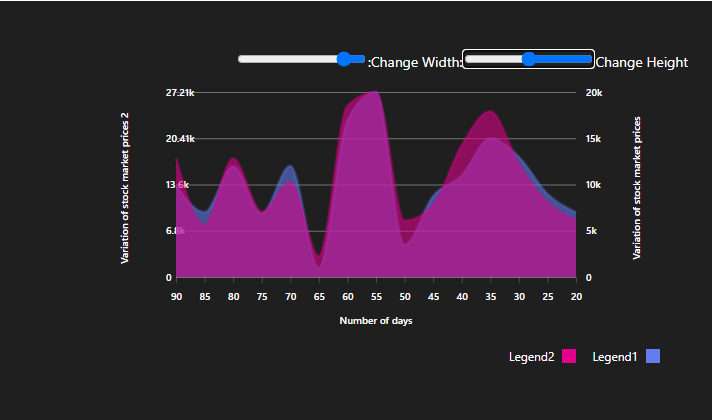 :Change Width:
Change Height
Variation of stock market prices 2
27.21k
20.41k
13.6k
6.8k
0
20k
15k
10k
5k
0
Variation of stock market prices
90 85 80 75 70 65 60 55 50 45 40 35 30 25 20
Number of days
Legend2 Legend1